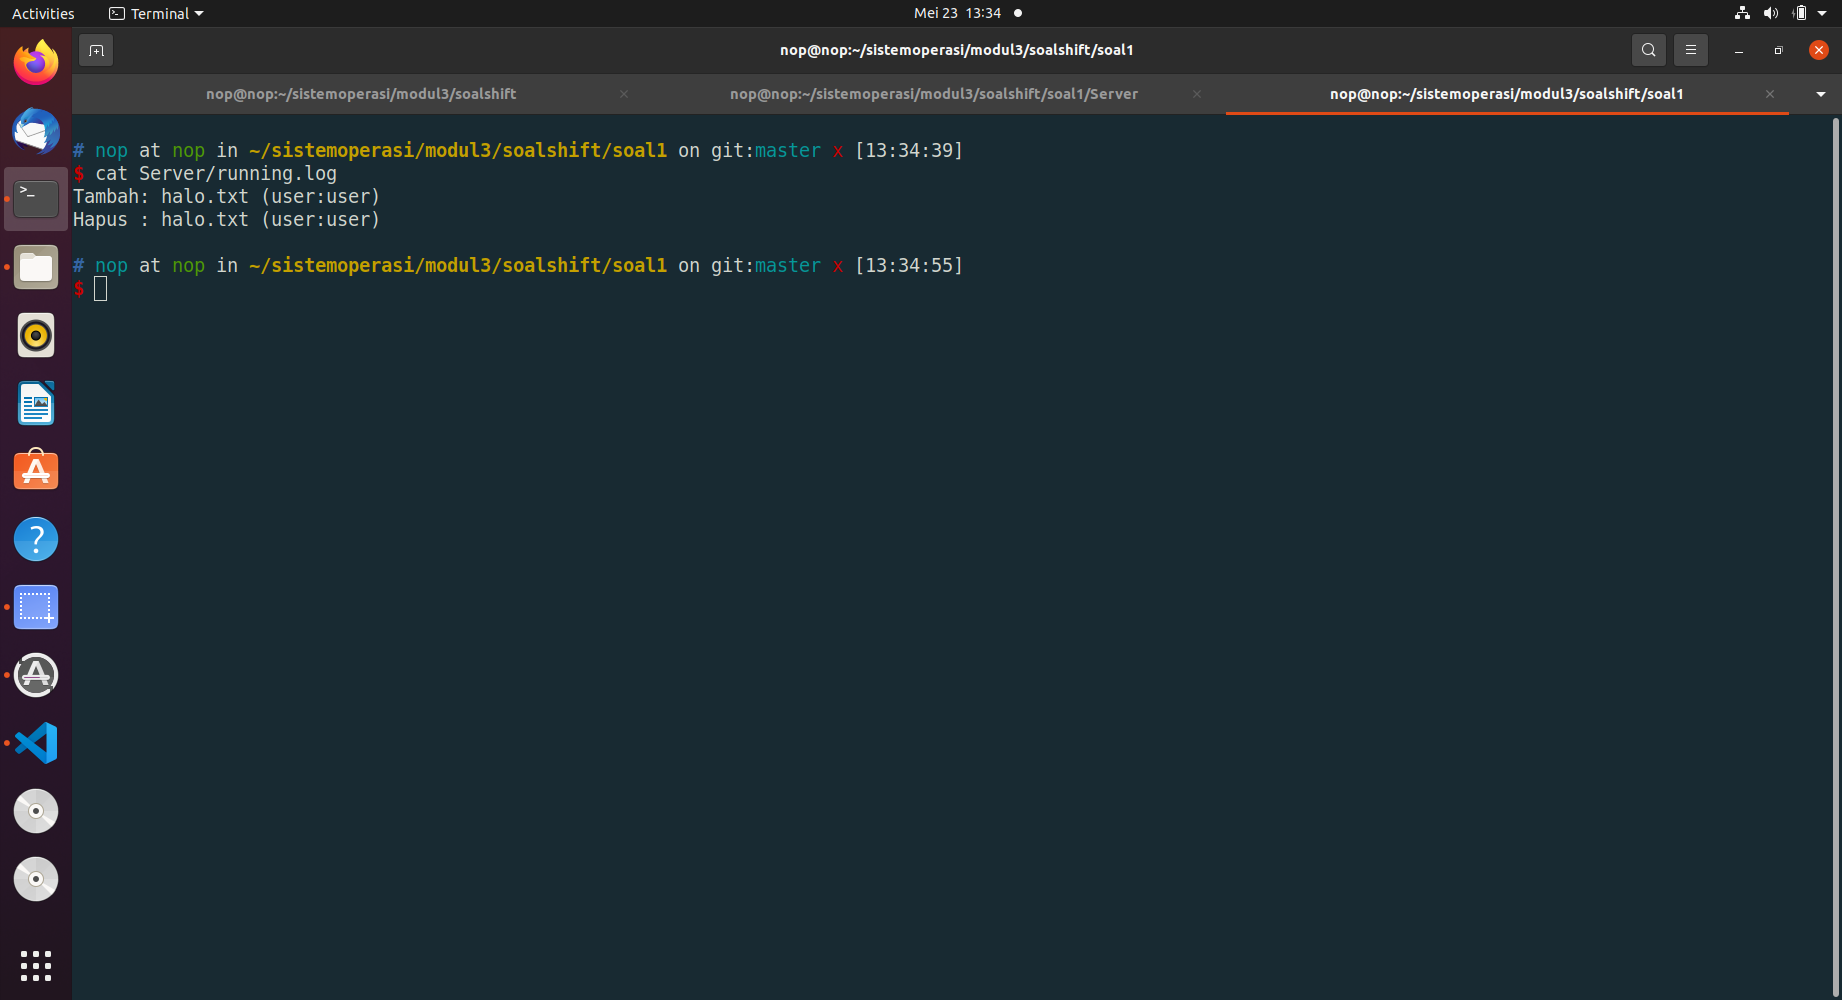 Activities
Terminal
Mei 23 13:34
nop@nop:~/sistemoperasi/modul3/soalshift/soal1
nop@nop:~/sistemoperasi/modul3/soalshift
nop@nop:~/sistemoperasi/modul3/soalshift/soal1/Server
nop@nop:~/sistemoperasi/modul3/soalshift/soal1
# nop at nop in ~/sistemoperasi/modul3/soalshift/soal1 on git:master x [13:34:39]
$ cat Server/running.log
Tambah: halo.txt (user:user)
Hapus : halo.txt (user:user)
# nop at nop in ~/sistemoperasi/modul3/soalshift/soal1 on git:master x [13:34:55]
$